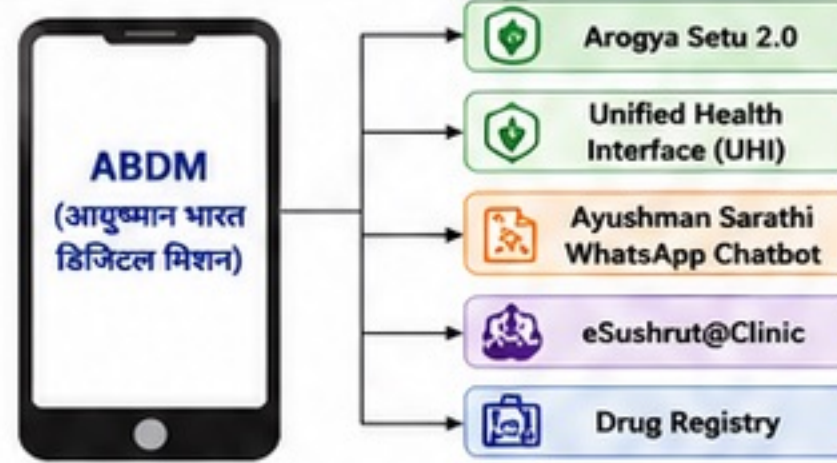 ABDM
(आयुष्मान भारत
डिजिटल मिशन)
Arogya Setu 2.0
Unified Health
Interface (UHI)
Ayushman Sarathi
WhatsApp Chatbot
eSushrut@Clinic
Drug Registry